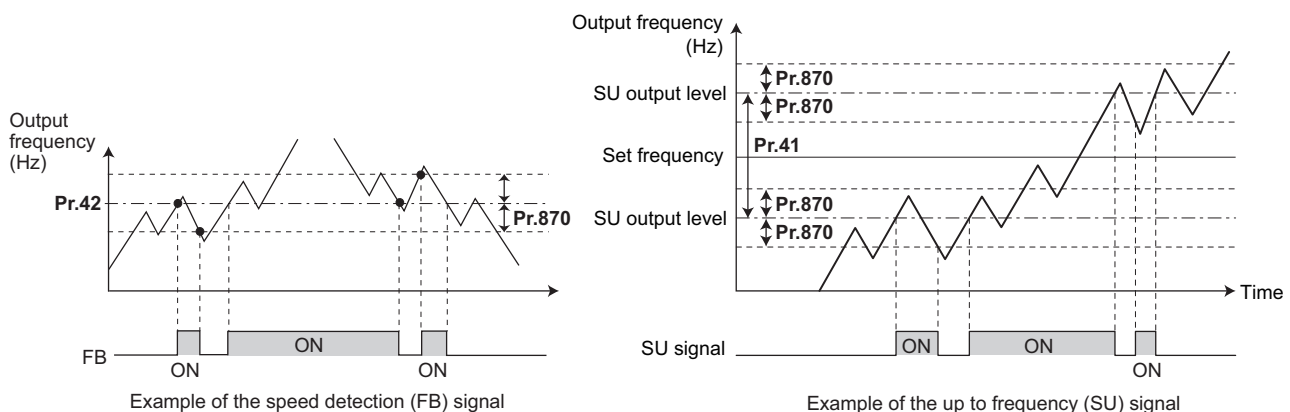 Output
frequency
(Hz)
Pr.42
Pr.870
FB
ON
ON
ON
Example of the speed detection (FB) signal
Output frequency
(Hz)
Pr.870
SU output level
Pr.870
Pr.41
Set frequency
Pr.870
SU output level
Pr.870
Time
SU signal
ON
ON
ON
Example of the up to frequency (SU) signal